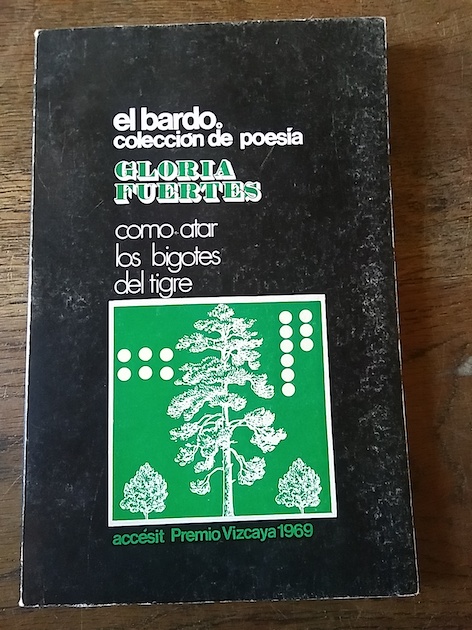 el bardo
colección de poesía
GLORIA
FUERTES
como atar
los bigotes
del tigre
accésit Premio Vizcaya 1969